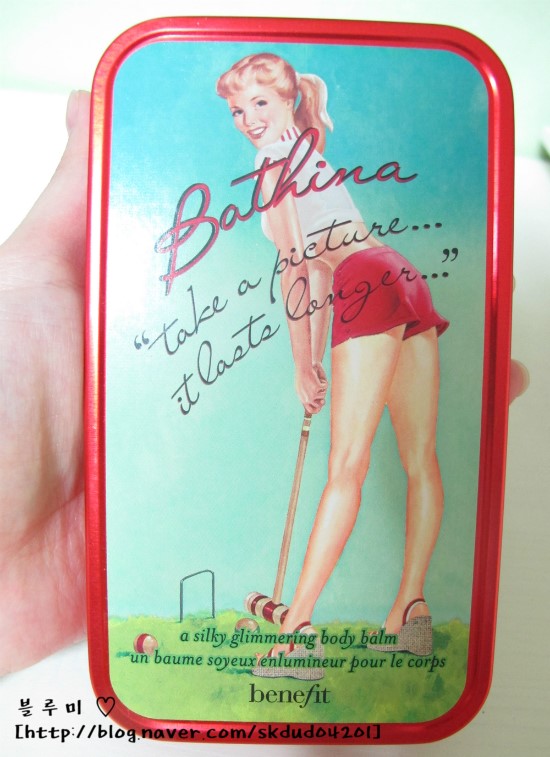 Bathina
"take a picture...
it lasts longer..."
a silky glimmering body balm
un baume soyeux enlumineur pour le corps
benefit
블루미 ♡
[http://blog.naver.com/skdud04201]